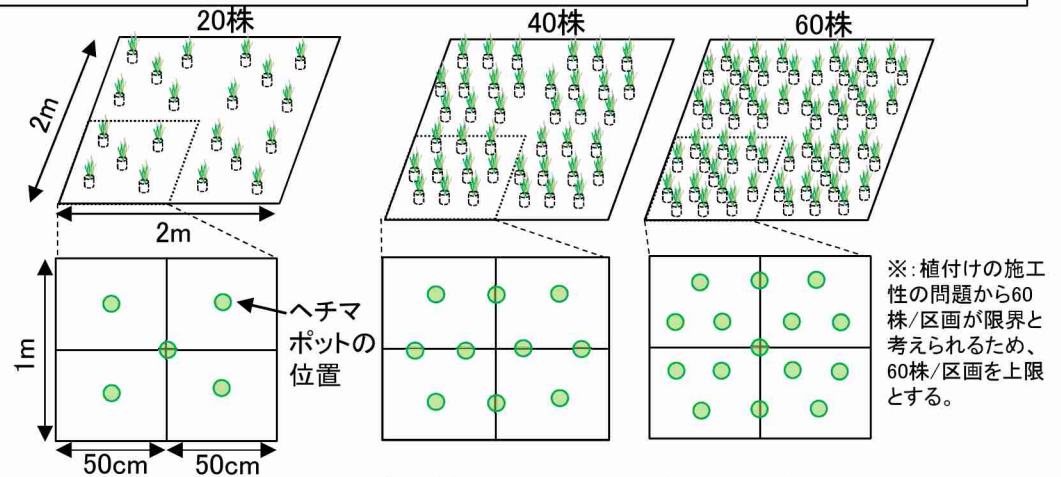 20株
40株
60株
2m
2m
1m
50cm
50cm
ヘチマ
ポットの
位置
※：植付けの施工
性の問題から60
株/区画が限界と
考えられるため、
60株/区画を上限
とする。